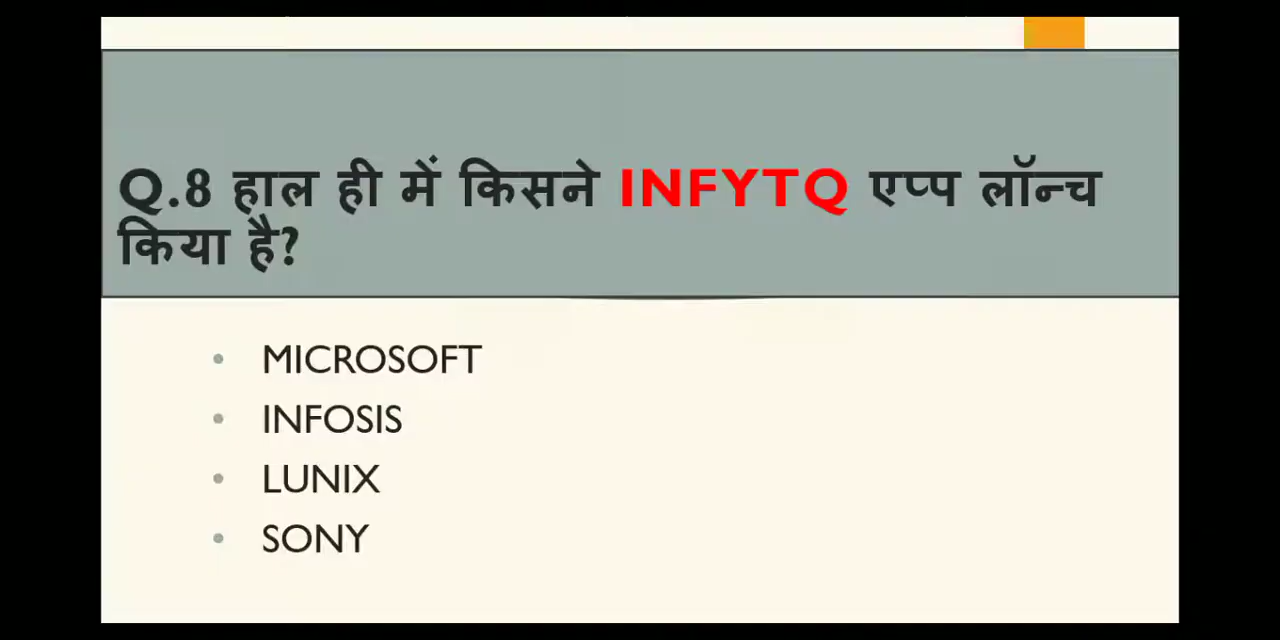 Q.8 हाल ही में किसने INFYTQ एप्प लॉन्च
किया है?
• MICROSOFT
• INFOSIS
• LUNIX
• SONY